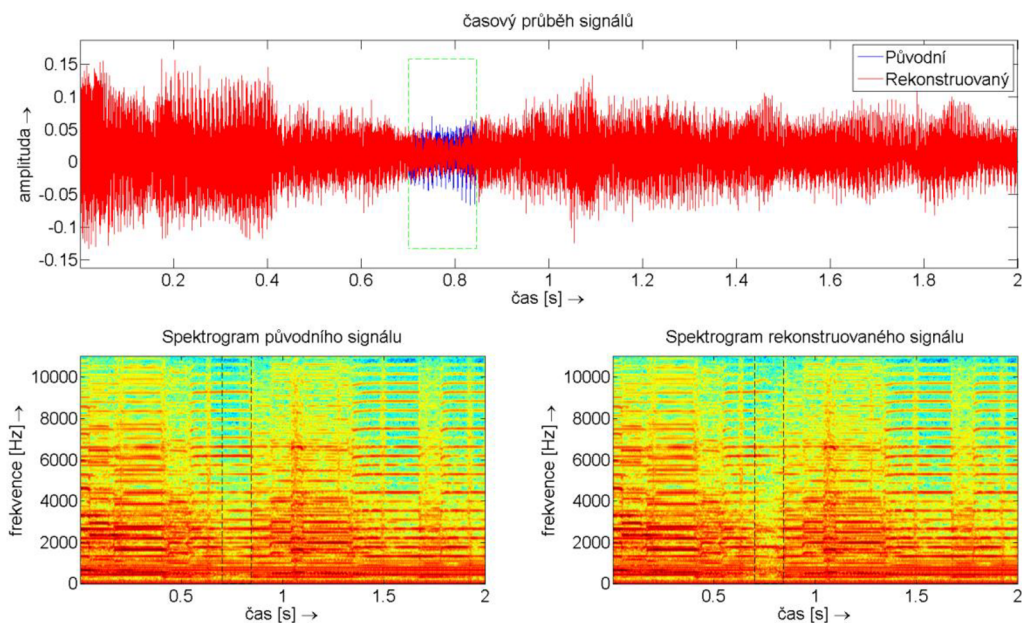 časový průběh signálů
Původní
Rekonstruovaný
amplituda →
0.15
0.1
0.05
0
-0.05
-0.1
-0.15
0.2 0.4 0.6 0.8 1 1.2 1.4 1.6 1.8 2
čas [s] →
Spektrogram původního signálu
frekvence [Hz] →
10000
8000
6000
4000
2000
0
0.5 1 1.5 2
čas [s] →
Spektrogram rekonstruovaného signálu
frekvence [Hz] →
10000
8000
6000
4000
2000
0
0.5 1 1.5 2
čas [s] →